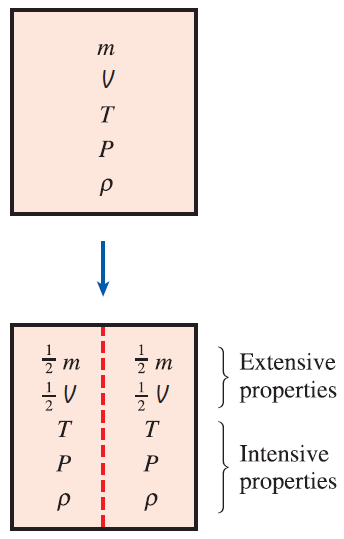 m
V
T
P
ρ
½ m ½ m
½ V ½ V
T T
P P
ρ ρ
Extensive
properties
Intensive
properties